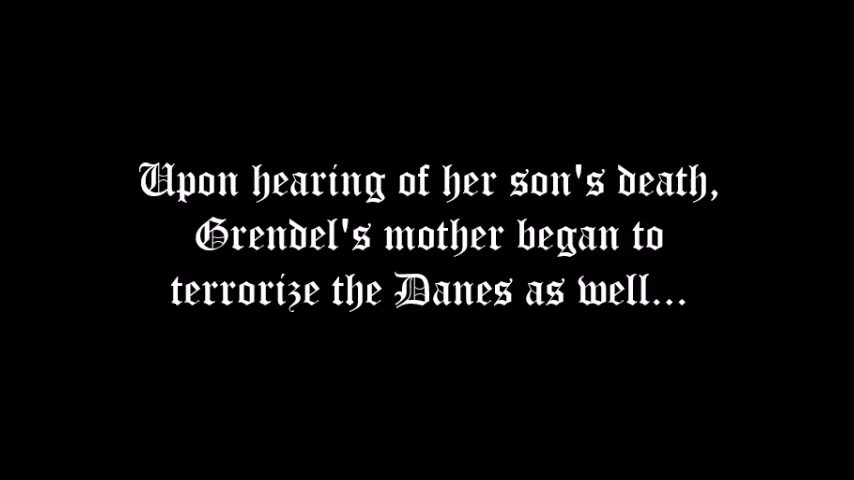 Upon hearing of her son's death,
Grendel's mother began to
terrorize the Danes as well...